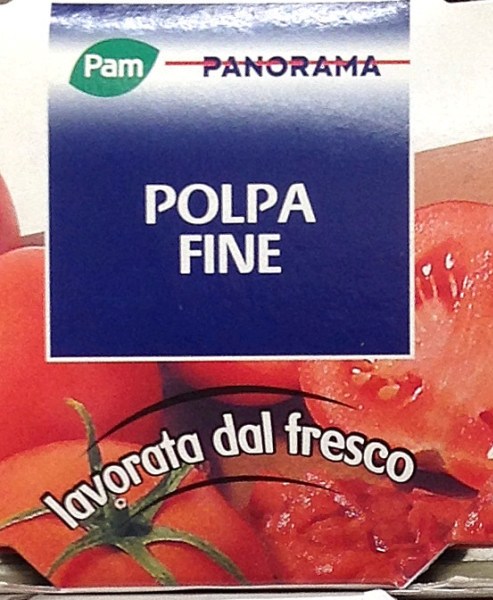 Pam PANORAMA
POLPA
FINE
lavorata dal fresco